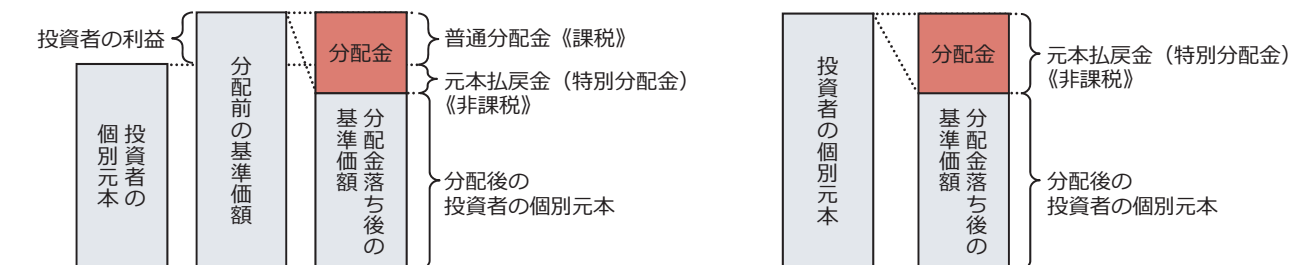 投資者の利益
投資者の
個別元本
分配前の基準価額
分配金
分配金落ち後の
基準価額
普通分配金《課税》
元本払戻金（特別分配金）
《非課税》
分配後の
投資者の個別元本
投資者の個別元本
分配金
分配金落ち後の
基準価額
元本払戻金（特別分配金）
《非課税》
分配後の
投資者の個別元本